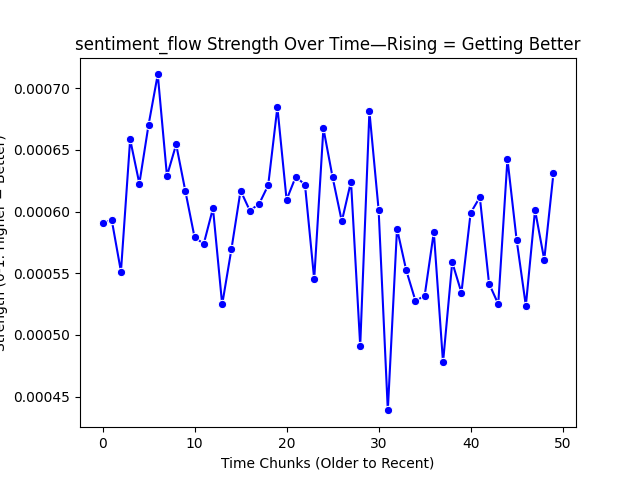 sentiment_flow Strength Over Time—Rising = Getting Better
0.00070
0.00065
0.00060
0.00055
0.00050
0.00045
Strength (0-1: Higher = Better)
0 10 20 30 40 50
Time Chunks (Older to Recent)